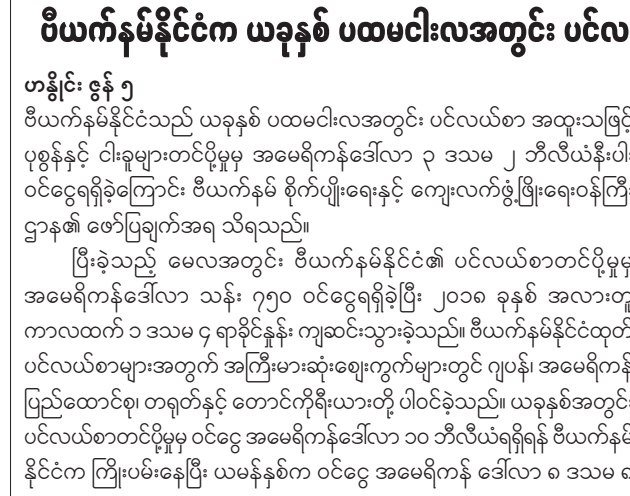 ဗီယက်နမ်နိုင်ငံက ယခုနှစ် ပထမငါးလအတွင်း ပင်လ
ဟနွိုင်း ဇွန် ၅
ဗီယက်နမ်နိုင်ငံသည် ယခုနှစ် ပထမငါးလအတွင်း ပင်လယ်စာ အထူးသဖြင့်
ပုစွန်နှင့် ငါးခူများတင်ပို့မှုမှ အမေရိကန်ဒေါ်လာ ၃ ဒသမ ၂ ဘီလီယံနီးပါး
ဝင်ငွေရရှိခဲ့ကြောင်း ဗီယက်နမ် စိုက်ပျိုးရေးနှင့် ကျေးလက်ဖွံ့ဖြိုးရေးဝန်ကြီး
ဌာန၏ ဖော်ပြချက်အရ သိရသည်။
ပြီးခဲ့သည့် မေလအတွင်း ဗီယက်နမ်နိုင်ငံ၏ ပင်လယ်စာတင်ပို့မှုမှ
အမေရိကန်ဒေါ်လာ သန်း ၇၅၀ ဝင်ငွေရရှိခဲ့ပြီး ၂၀၁၈ ခုနှစ် အလားတူ
ကာလထက် ၁ ဒသမ ၄ ရာခိုင်နှုန်း ကျဆင်းသွားခဲ့သည်။ ဗီယက်နမ်နိုင်ငံထုတ်
ပင်လယ်စာများအတွက် အကြီးမားဆုံးဈေးကွက်များတွင် ဂျပန်၊ အမေရိကန်
ပြည်ထောင်စု၊ တရုတ်နှင့် တောင်ကိုရီးယားတို့ ပါဝင်ခဲ့သည်။ ယခုနှစ်အတွင်း
ပင်လယ်စာတင်ပို့မှုမှ ဝင်ငွေ အမေရိကန်ဒေါ်လာ ၁၀ ဘီလီယံရရှိရန် ဗီယက်နမ်
နိုင်ငံက ကြိုးပမ်းနေပြီး ယမန်နှစ်က ဝင်ငွေ အမေရိကန် ဒေါ်လာ ၈ ဒသမ